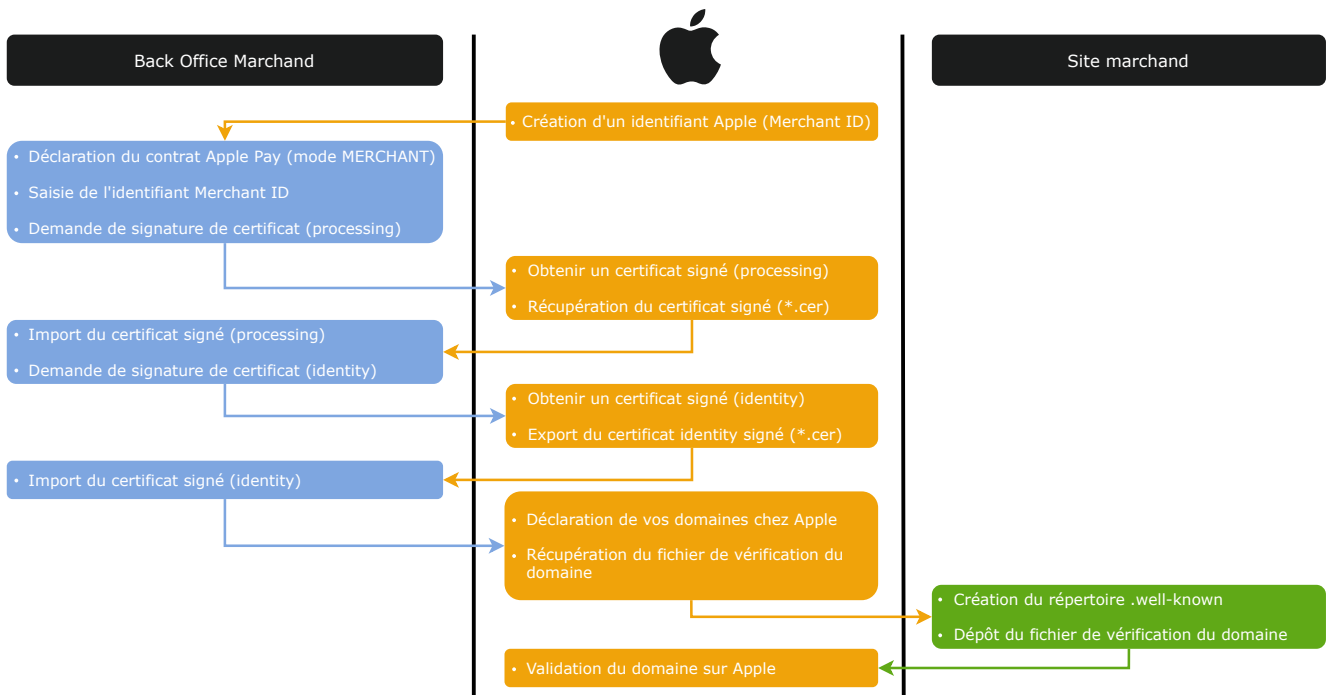 Back Office Marchand
Site marchand
• Création d'un identifiant Apple (Merchant ID)
• Déclaration du contrat Apple Pay (mode MERCHANT)
• Saisie de l'identifiant Merchant ID
• Demande de signature de certificat (processing)
• Obtenir un certificat signé (processing)
• Récupération du certificat signé (*.cer)
• Import du certificat signé (processing)
• Demande de signature de certificat (identity)
• Obtenir un certificat signé (identity)
• Export du certificat identity signé (*.cer)
• Import du certificat signé (identity)
• Déclaration de vos domaines chez Apple
• Récupération du fichier de vérification du
domaine
• Création du répertoire .well-known
• Dépôt du fichier de vérification du domaine
• Validation du domaine sur Apple